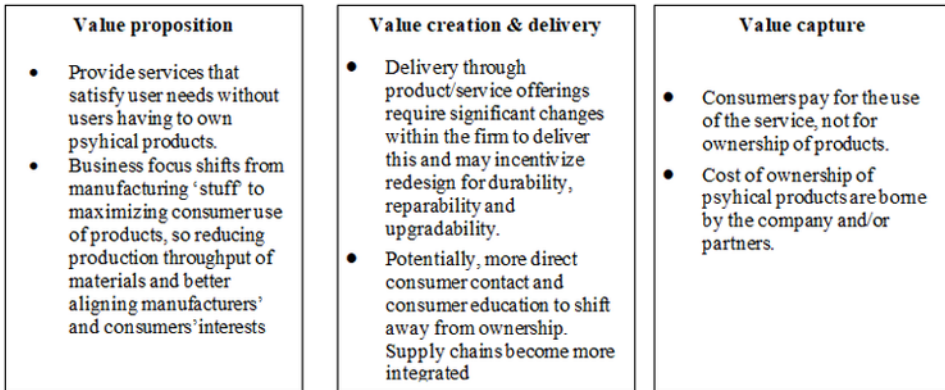 Value proposition
• Provide services that
satisfy user needs without
users having to own
psyhical products.
• Business focus shifts from
manufacturing ‘stuff’ to
maximizing consumer use
of products, so reducing
production throughput of
materials and better
aligning manufacturers’
and consumers’interests
Value creation & delivery
● Delivery through
product/service offerings
require significant changes
within the firm to deliver
this and may incentivize
redesign for durability,
reparability and
upgradability.
● Potentially, more direct
consumer contact and
consumer education to shift
away from ownership.
Supply chains become more
integrated
Value capture
● Consumers pay for the use
of the service, not for
ownership of products.
● Cost of ownership of
psyhical products are borne
by the company and/or
partners.